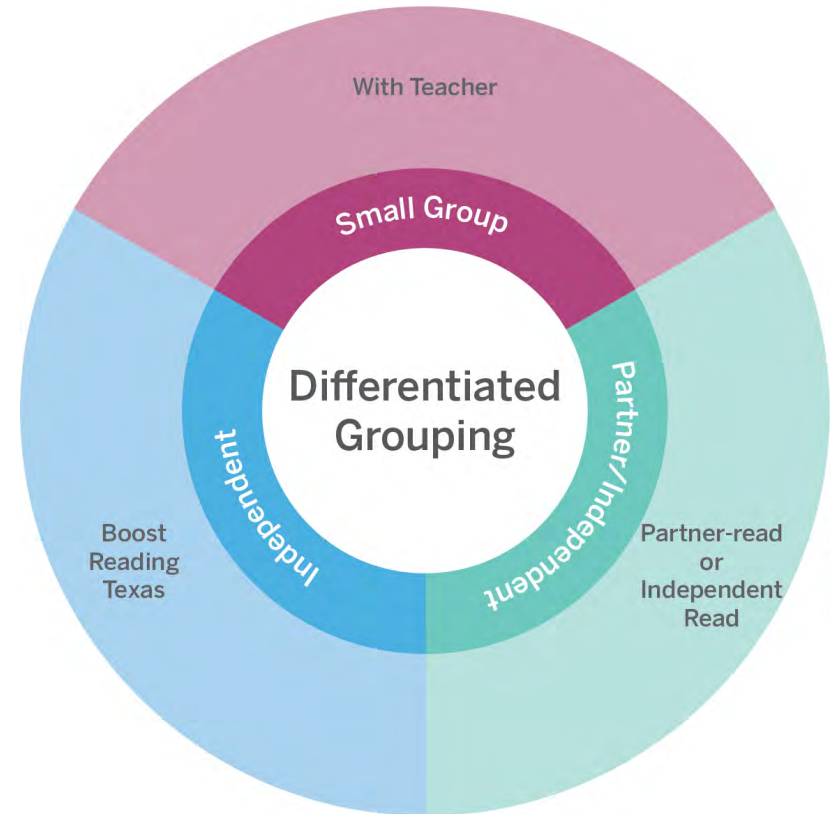 With Teacher
Small Group
Differentiated
Grouping
Partner/Independent
Partner-read
or
Independent
Read
Independent
Boost
Reading
Texas